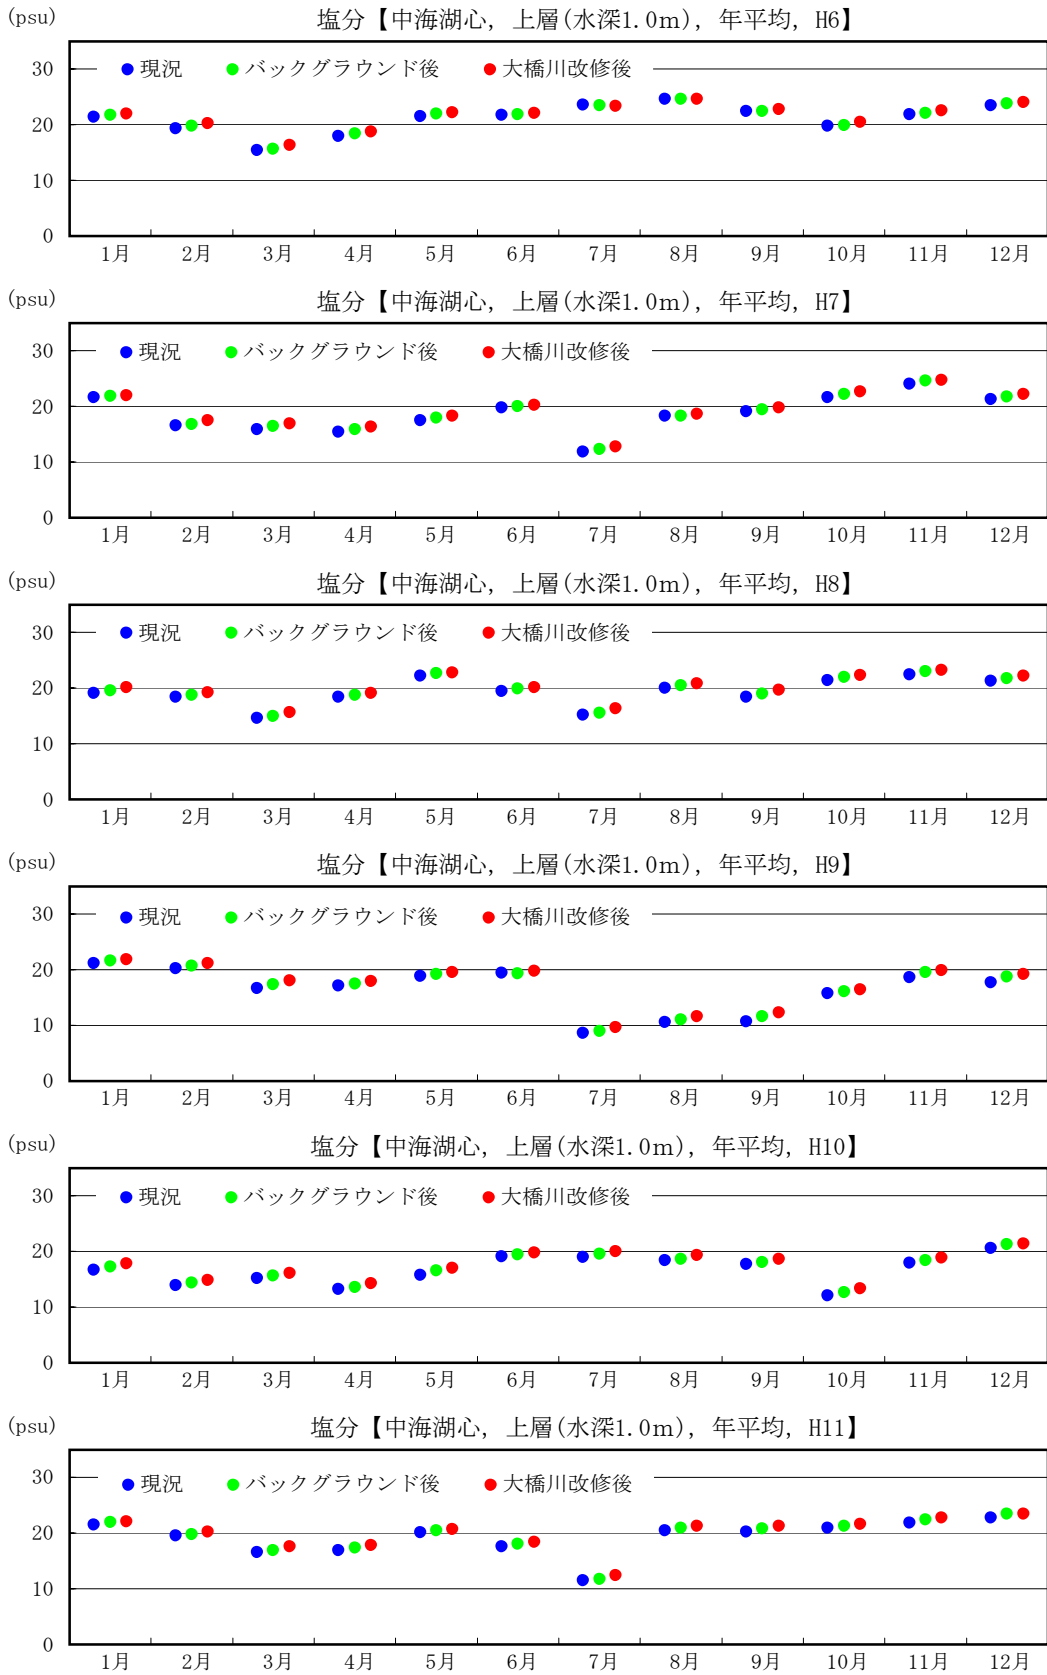 (psu) 塩分【中海湖心, 上層(水深1.0m), 年平均, H6】
30 現況 バックグラウンド後 大橋川改修後
20
10
0
1月 2月 3月 4月 5月 6月 7月 8月 9月 10月 11月 12月
(psu) 塩分【中海湖心, 上層(水深1.0m), 年平均, H7】
30 現況 バックグラウンド後 大橋川改修後
20
10
0
1月 2月 3月 4月 5月 6月 7月 8月 9月 10月 11月 12月
(psu) 塩分【中海湖心, 上層(水深1.0m), 年平均, H8】
30 現況 バックグラウンド後 大橋川改修後
20
10
0
1月 2月 3月 4月 5月 6月 7月 8月 9月 10月 11月 12月
(psu) 塩分【中海湖心, 上層(水深1.0m), 年平均, H9】
30 現況 バックグラウンド後 大橋川改修後
20
10
0
1月 2月 3月 4月 5月 6月 7月 8月 9月 10月 11月 12月
(psu) 塩分【中海湖心, 上層(水深1.0m), 年平均, H10】
30 現況 バックグラウンド後 大橋川改修後
20
10
0
1月 2月 3月 4月 5月 6月 7月 8月 9月 10月 11月 12月
(psu) 塩分【中海湖心, 上層(水深1.0m), 年平均, H11】
30 現況 バックグラウンド後 大橋川改修後
20
10
0
1月 2月 3月 4月 5月 6月 7月 8月 9月 10月 11月 12月